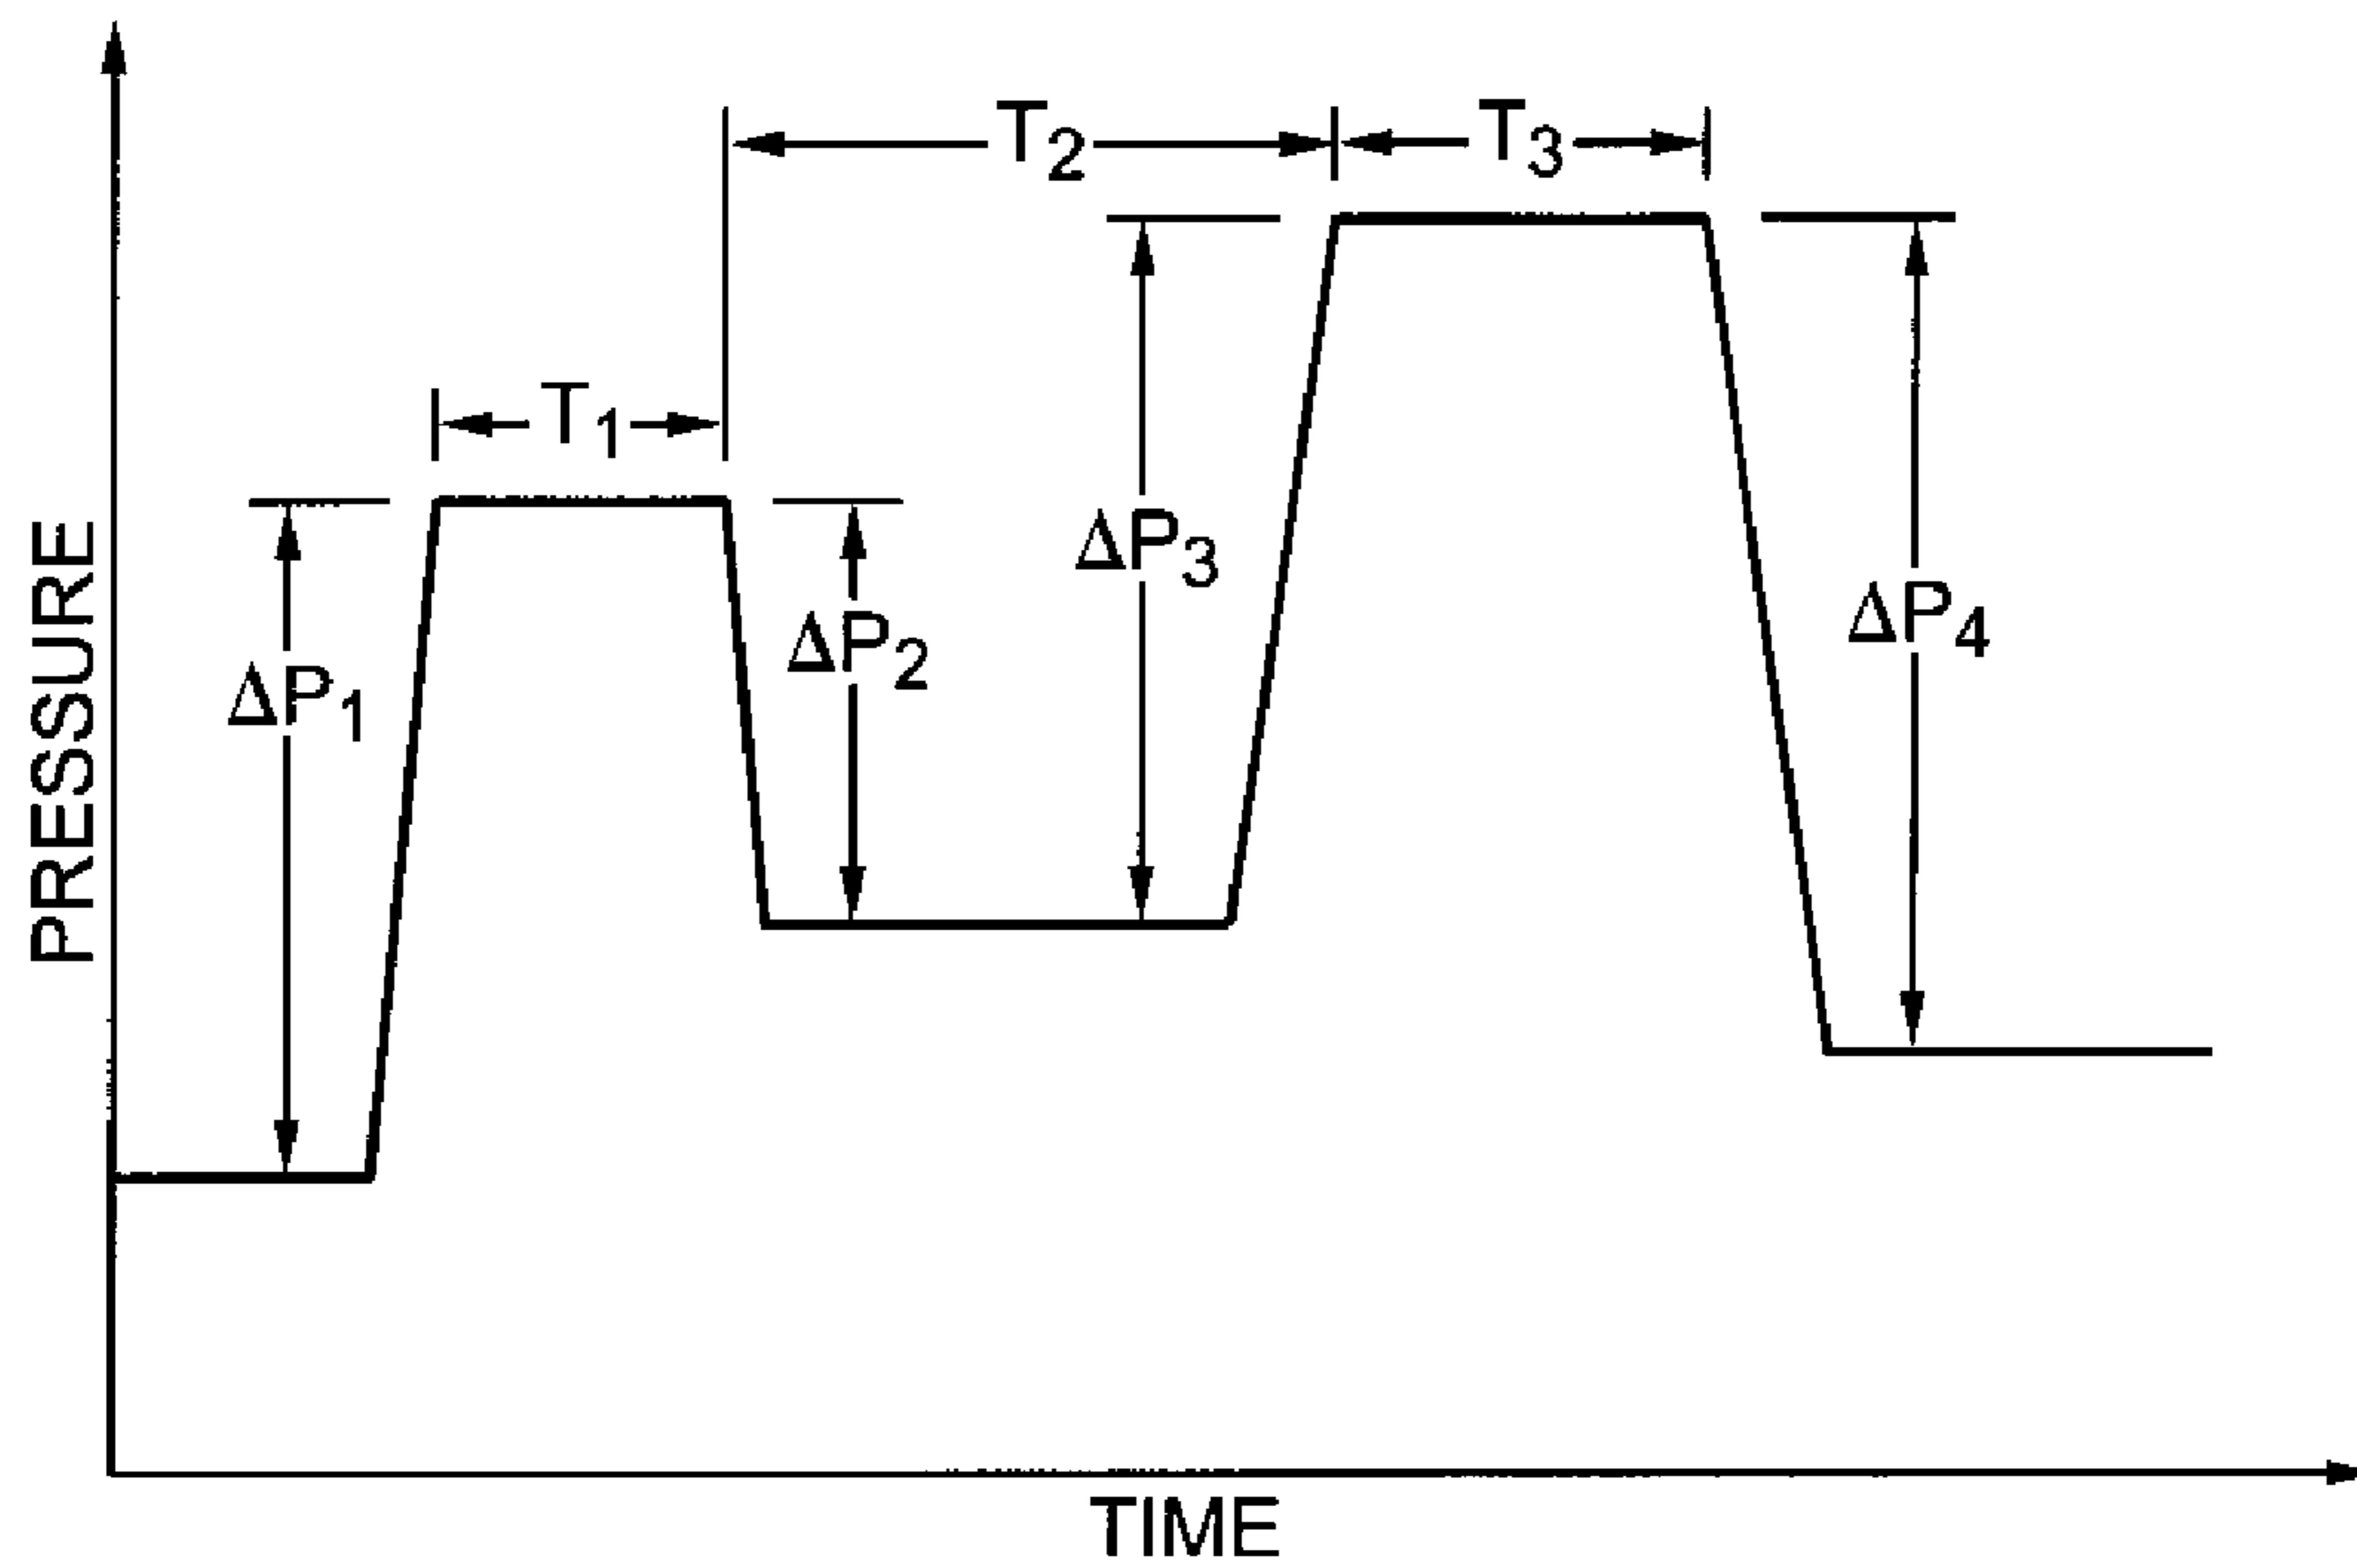 T₂
T₃
T₁
ΔP₃
ΔP₄
ΔP₂
ΔP₁
PRESSURE
TIME